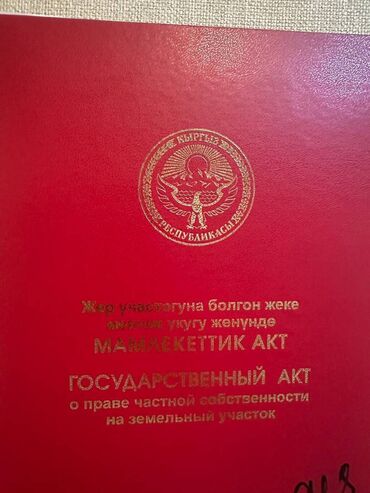 КЫРГЫЗ
РЕСПУБЛИКАСЫ
Жер участогуна болгон жеке
менчик укугу жөнүндө
МАМЛЕКЕТТИК АКТ
ГОСУДАРСТВЕННЫЙ АКТ
о праве частной собственности
на земельный участок